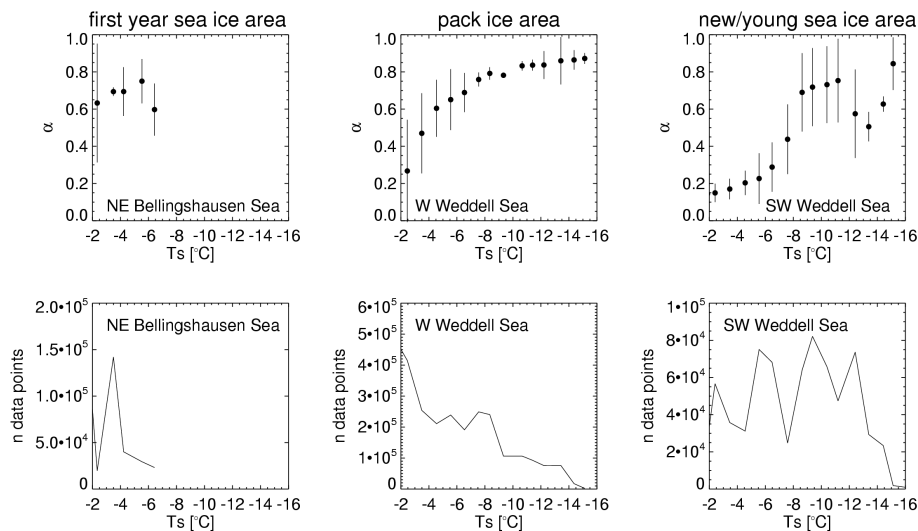 first year sea ice area
pack ice area
new/young sea ice area
1.0
0.8
0.6
0.4
0.2
0.0
α
NE Bellingshausen Sea
-2 -4 -6 -8 -10 -12 -14 -16
Ts [°C]
1.0
0.8
0.6
0.4
0.2
0.0
α
W Weddell Sea
-2 -4 -6 -8 -10 -12 -14 -16
Ts [°C]
1.0
0.8
0.6
0.4
0.2
0.0
α
SW Weddell Sea
-2 -4 -6 -8 -10 -12 -14 -16
Ts [°C]
2.0•10⁵
1.5•10⁵
1.0•10⁵
5.0•10⁴
0
n data points
NE Bellingshausen Sea
-2 -4 -6 -8 -10 -12 -14 -16
Ts [°C]
6•10⁵
5•10⁵
4•10⁵
3•10⁵
2•10⁵
1•10⁵
0
n data points
W Weddell Sea
-2 -4 -6 -8 -10 -12 -14 -16
Ts [°C]
1•10⁵
8•10⁴
6•10⁴
4•10⁴
2•10⁴
0
n data points
SW Weddell Sea
-2 -4 -6 -8 -10 -12 -14 -16
Ts [°C]